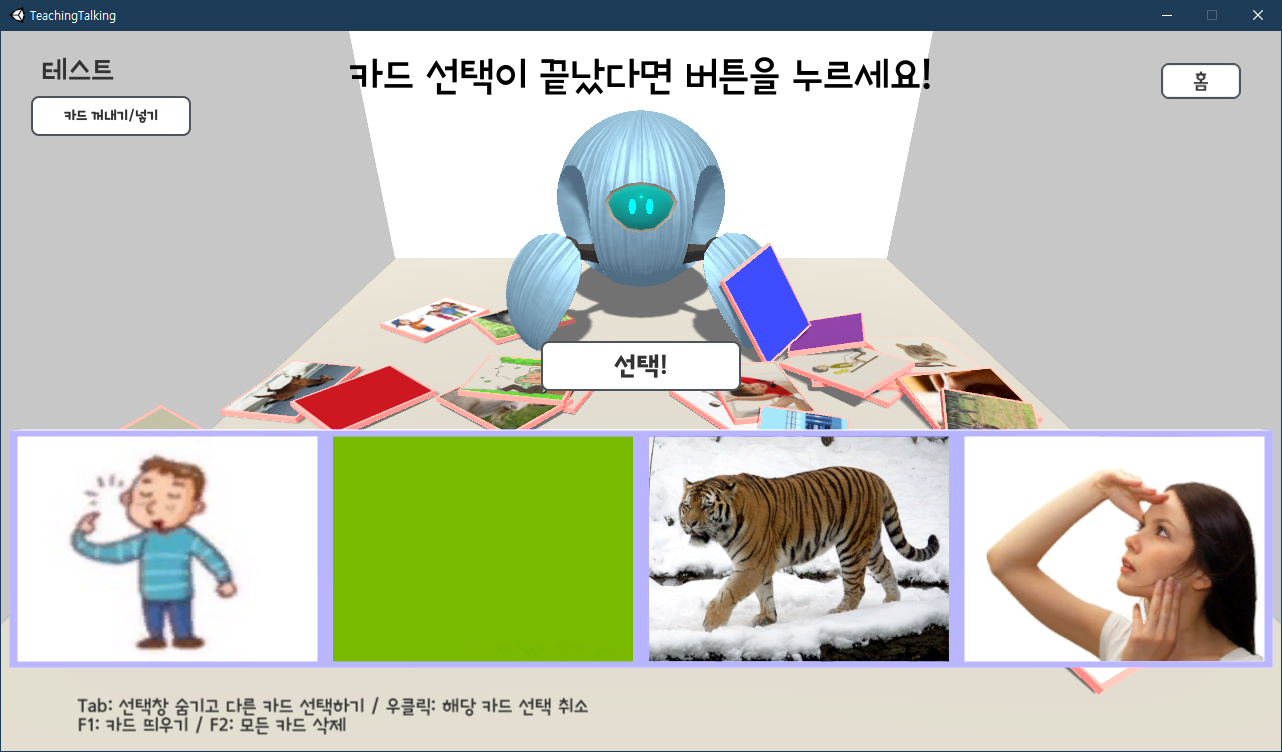 TeachingTalking
테스트
카드 선택이 끝났다면 버튼을 누르세요!
홈
카드 꺼내기/넣기
선택!
Tab: 선택창 숨기고 다른 카드 선택하기 / 우클릭: 해당 카드 선택 취소
F1: 카드 띄우기 / F2: 모든 카드 삭제